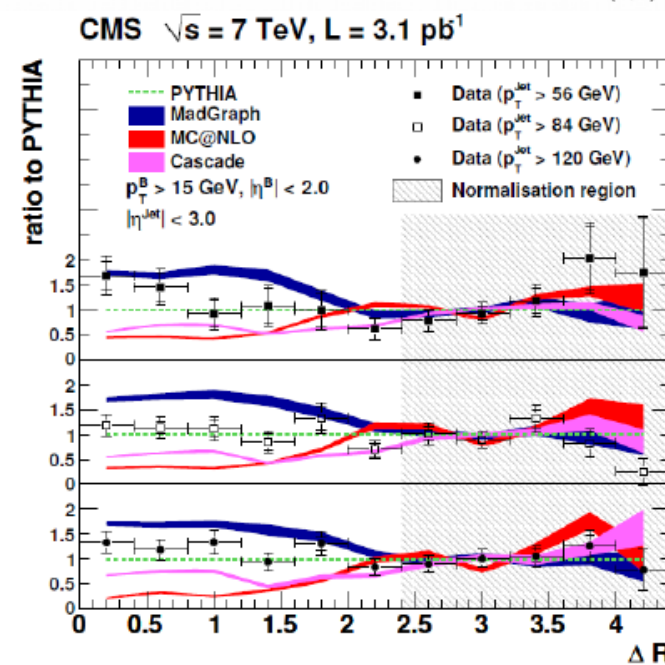 CMS √s = 7 TeV, L = 3.1 pb⁻¹
ratio to PYTHIA
PYTHIA
MadGraph
MC@NLO
Cascade
p_T^B > 15 GeV, |η^B| < 2.0
|η^Jet| < 3.0
Data (p_T^Jet > 56 GeV)
Data (p_T^Jet > 84 GeV)
Data (p_T^Jet > 120 GeV)
Normalisation region
2
1.5
1
0.5
0
2
1.5
1
0.5
0
2
1.5
1
0.5
0
0 0.5 1 1.5 2 2.5 3 3.5 4
Δ R